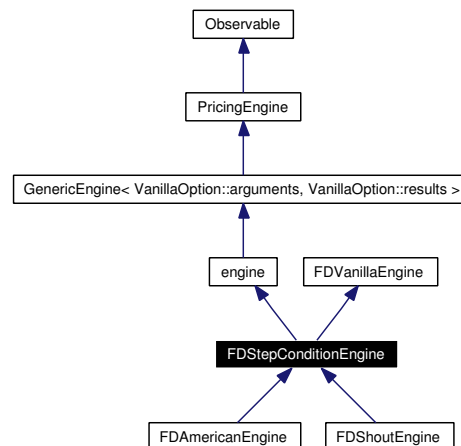 Observable
PricingEngine
GenericEngine< VanillaOption::arguments, VanillaOption::results >
engine
FDVanillaEngine
FDStepConditionEngine
FDAmericanEngine
FDShoutEngine